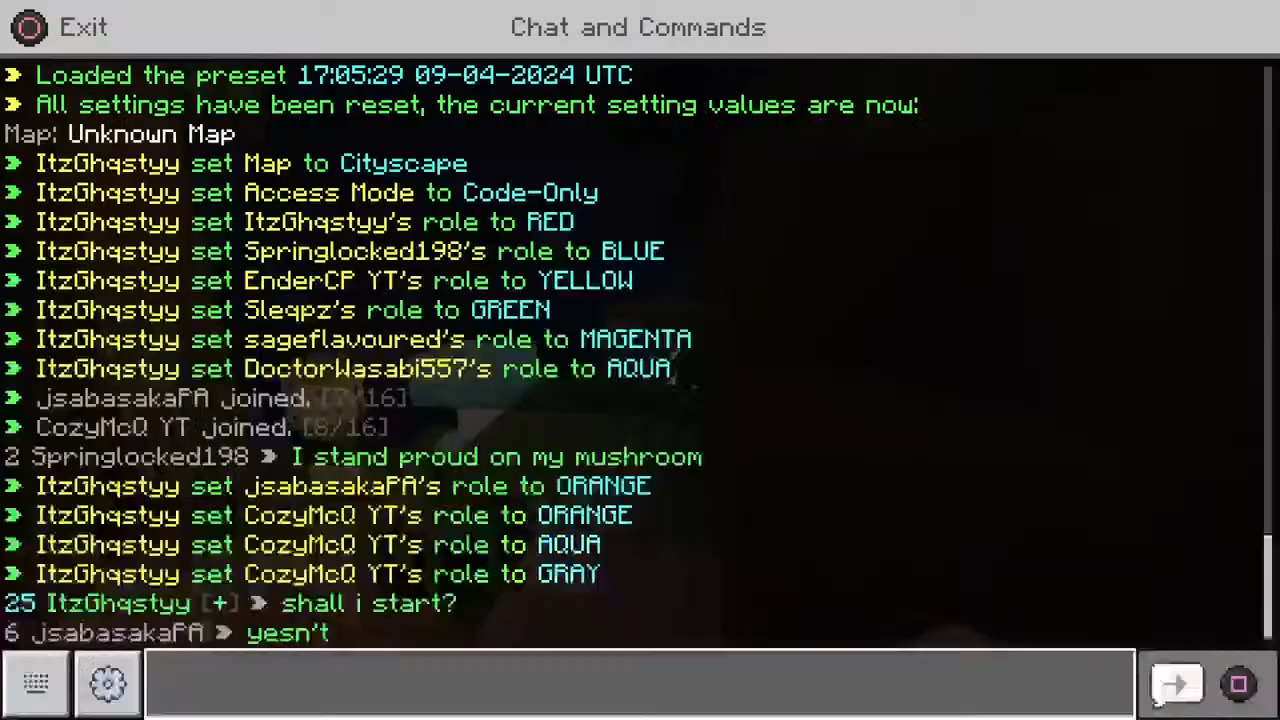 Exit
Chat and Commands
Loaded the preset 17:05:29 09-04-2024 UTC
All settings have been reset, the current setting values are now:
Map: Unknown Map
ItzGhqstyy set Map to Cityscape
ItzGhqstyy set Access Mode to Code-Only
ItzGhqstyy set ItzGhqstyy's role to RED
ItzGhqstyy set Springlocked198's role to BLUE
ItzGhqstyy set EnderCP YT's role to YELLOW
ItzGhqstyy set Sleqpz's role to GREEN
ItzGhqstyy set sageflavoured's role to MAGENTA
ItzGhqstyy set DoctorWasabi557's role to AQUA
jsabasakaPA joined. [7/16]
CozyMcQ YT joined. [8/16]
2 Springlocked198 » I stand proud on my mushroom
ItzGhqstyy set jsabasakaPA's role to ORANGE
ItzGhqstyy set CozyMcQ YT's role to ORANGE
ItzGhqstyy set CozyMcQ YT's role to AQUA
ItzGhqstyy set CozyMcQ YT's role to GRAY
25 ItzGhqstyy [+] » shall i start?
6 jsabasakaPA » yesn't